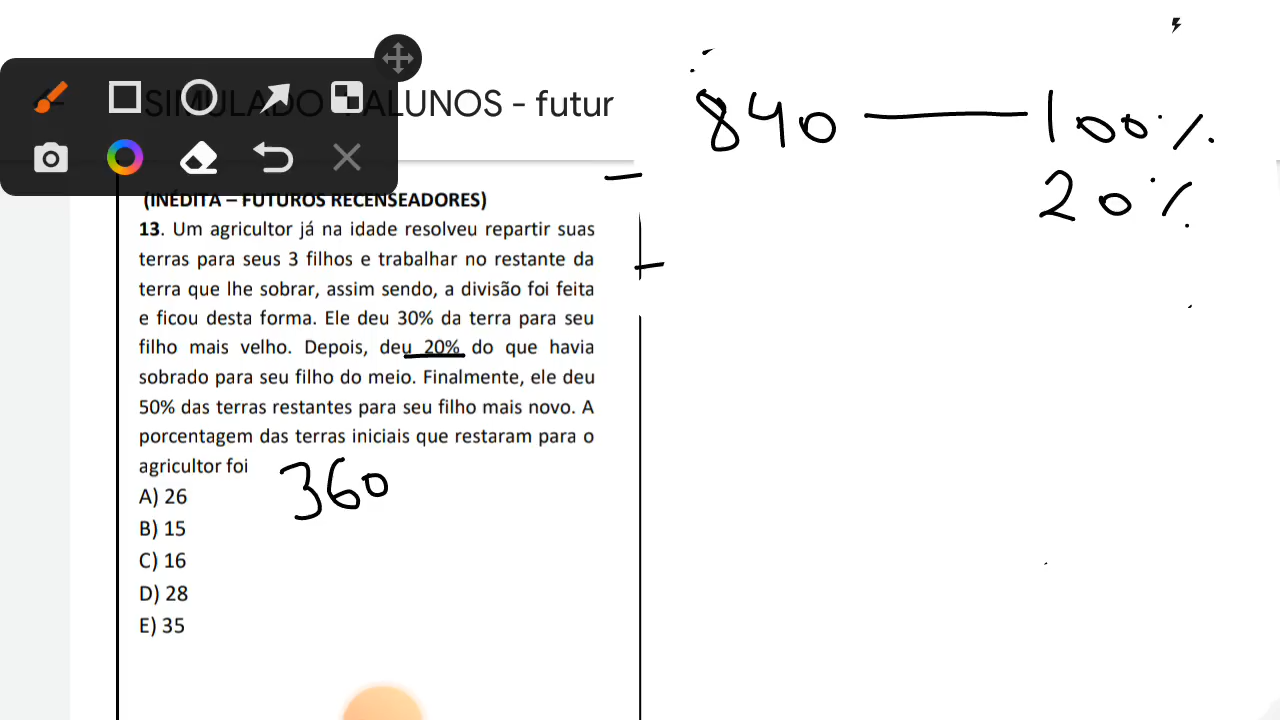 SIMULADO ALUNOS - futur
840 — 100%
20%
(INÉDITA – FUTUROS RECENSEADORES)
13. Um agricultor já na idade resolveu repartir suas
terras para seus 3 filhos e trabalhar no restante da
terra que lhe sobrar, assim sendo, a divisão foi feita
e ficou desta forma. Ele deu 30% da terra para seu
filho mais velho. Depois, deu 20% do que havia
sobrado para seu filho do meio. Finalmente, ele deu
50% das terras restantes para seu filho mais novo. A
porcentagem das terras iniciais que restaram para o
agricultor foi
360
A) 26
B) 15
C) 16
D) 28
E) 35